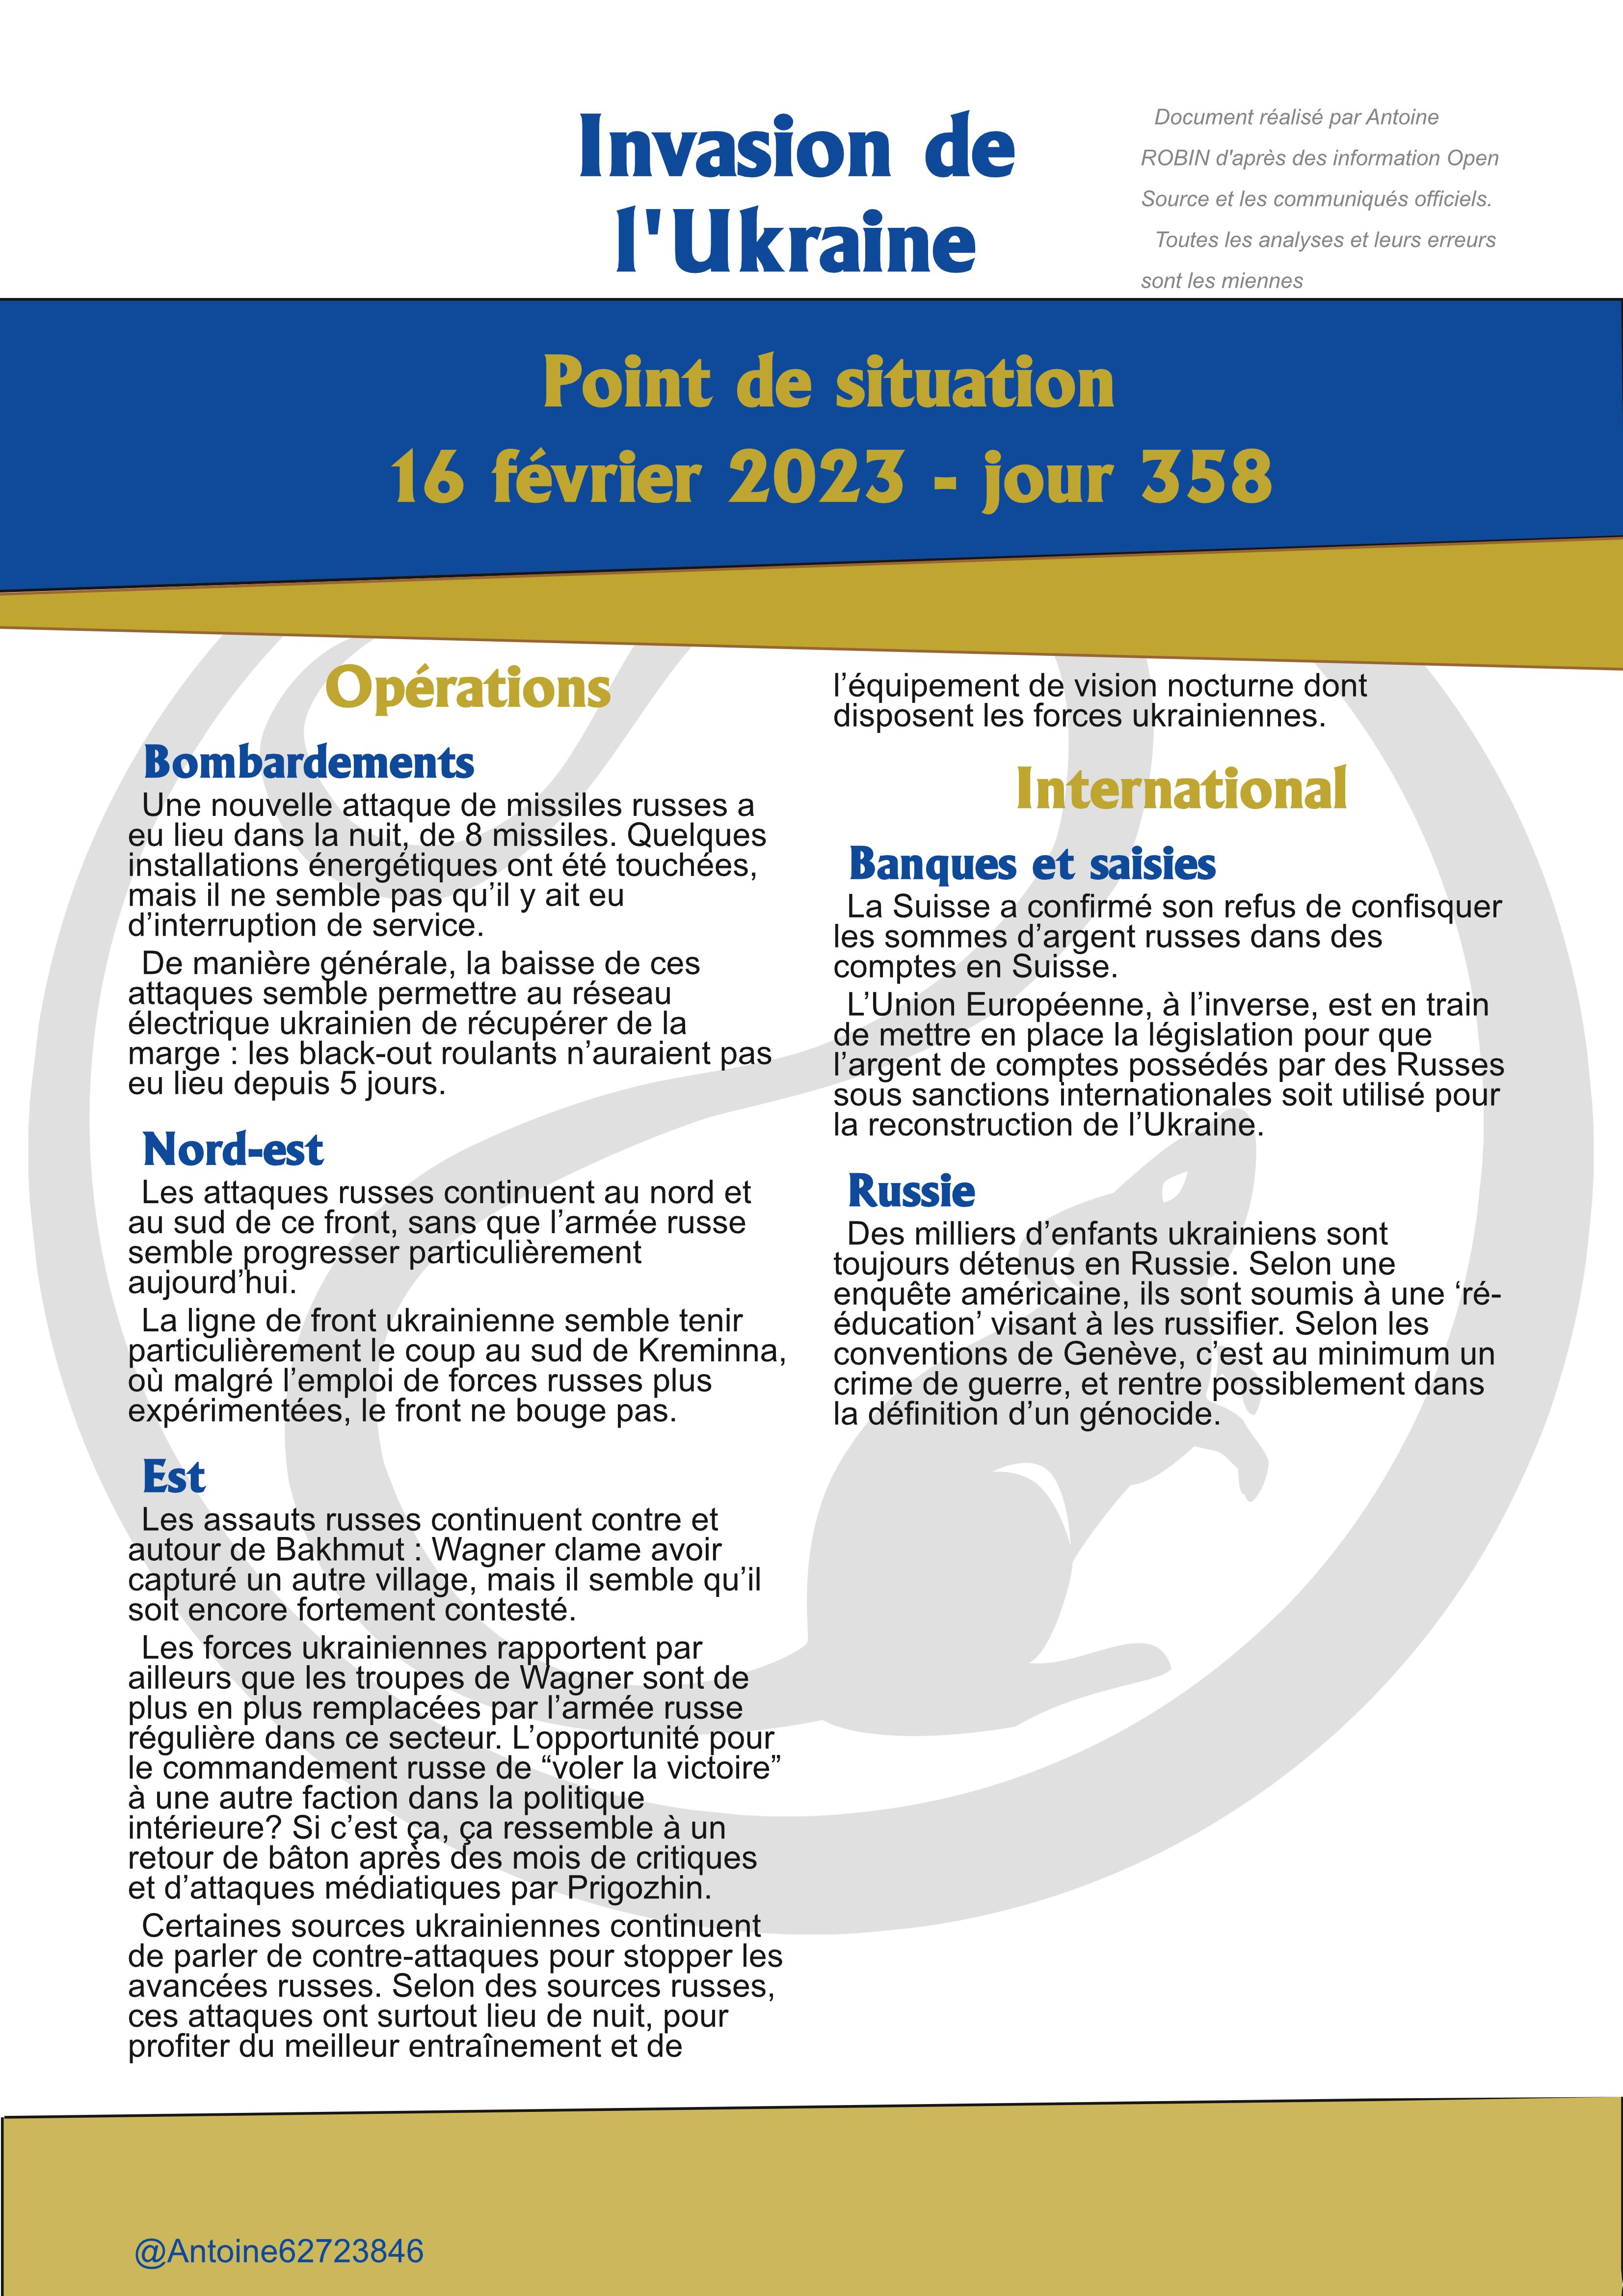 Invasion de
l'Ukraine
Document réalisé par Antoine
ROBIN d'après des information Open
Source et les communiqués officiels.
Toutes les analyses et leurs erreurs
sont les miennes
Point de situation
16 février 2023 - jour 358
Opérations
Bombardements
Une nouvelle attaque de missiles russes a
eu lieu dans la nuit, de 8 missiles. Quelques
installations énergétiques ont été touchées,
mais il ne semble pas qu’il y ait eu
d’interruption de service.
De manière générale, la baisse de ces
attaques semble permettre au réseau
électrique ukrainien de récupérer de la
marge : les black-out roulants n’auraient pas
eu lieu depuis 5 jours.
Nord-est
Les attaques russes continuent au nord et
au sud de ce front, sans que l’armée russe
semble progresser particulièrement
aujourd’hui.
La ligne de front ukrainienne semble tenir
particulièrement le coup au sud de Kreminna,
où malgré l’emploi de forces russes plus
expérimentées, le front ne bouge pas.
Est
Les assauts russes continuent contre et
autour de Bakhmut : Wagner clame avoir
capturé un autre village, mais il semble qu’il
soit encore fortement contesté.
Les forces ukrainiennes rapportent par
ailleurs que les troupes de Wagner sont de
plus en plus remplacées par l’armée russe
régulière dans ce secteur. L’opportunité pour
le commandement russe de “voler la victoire”
à une autre faction dans la politique
intérieure? Si c’est ça, ça ressemble à un
retour de bâton après des mois de critiques
et d’attaques médiatiques par Prigozhin.
Certaines sources ukrainiennes continuent
de parler de contre-attaques pour stopper les
avancées russes. Selon des sources russes,
ces attaques ont surtout lieu de nuit, pour
profiter du meilleur entraînement et de
l’équipement de vision nocturne dont
disposent les forces ukrainiennes.
International
Banques et saisies
La Suisse a confirmé son refus de confisquer
les sommes d’argent russes dans des
comptes en Suisse.
L’Union Européenne, à l’inverse, est en train
de mettre en place la législation pour que
l’argent de comptes possédés par des Russes
sous sanctions internationales soit utilisé pour
la reconstruction de l’Ukraine.
Russie
Des milliers d’enfants ukrainiens sont
toujours détenus en Russie. Selon une
enquête américaine, ils sont soumis à une ‘ré-
éducation’ visant à les russifier. Selon les
conventions de Genève, c’est au minimum un
crime de guerre, et rentre possiblement dans
la définition d’un génocide.
@Antoine62723846